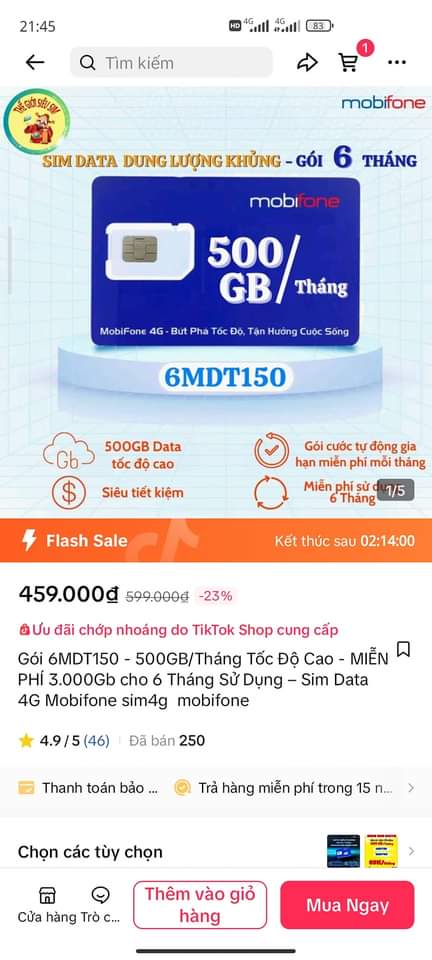 21:45
HD 4G 4G 83
Tìm kiếm
1
THẾ GIỚI SIÊU SIM
mobifone
SIM DATA DUNG LƯỢNG KHỦNG - GÓI 6 THÁNG
mobifone
500
GB/
Tháng
MobiFone 4G - Bứt Phá Tốc Độ, Tận Hưởng Cuộc Sống
6MDT150
Gb
500GB Data
tốc độ cao
Gói cước tự động gia
hạn miễn phí mỗi tháng
$
Siêu tiết kiệm
Miễn phí sử
6 Tháng
1/5
Flash Sale
Kết thúc sau 02:14:00
459.000₫ 599.000₫ -23%
Ưu đãi chớp nhoáng do TikTok Shop cung cấp
Gói 6MDT150 - 500GB/Tháng Tốc Độ Cao - MIỄN
PHÍ 3.000Gb cho 6 Tháng Sử Dụng – Sim Data
4G Mobifone sim4g mobifone
4.9 / 5 (46) Đã bán 250
Thanh toán bảo ... Trả hàng miễn phí trong 15 n...
Chọn các tùy chọn
Cửa hàng Trò c...
Thêm vào giỏ
hàng
Mua Ngay